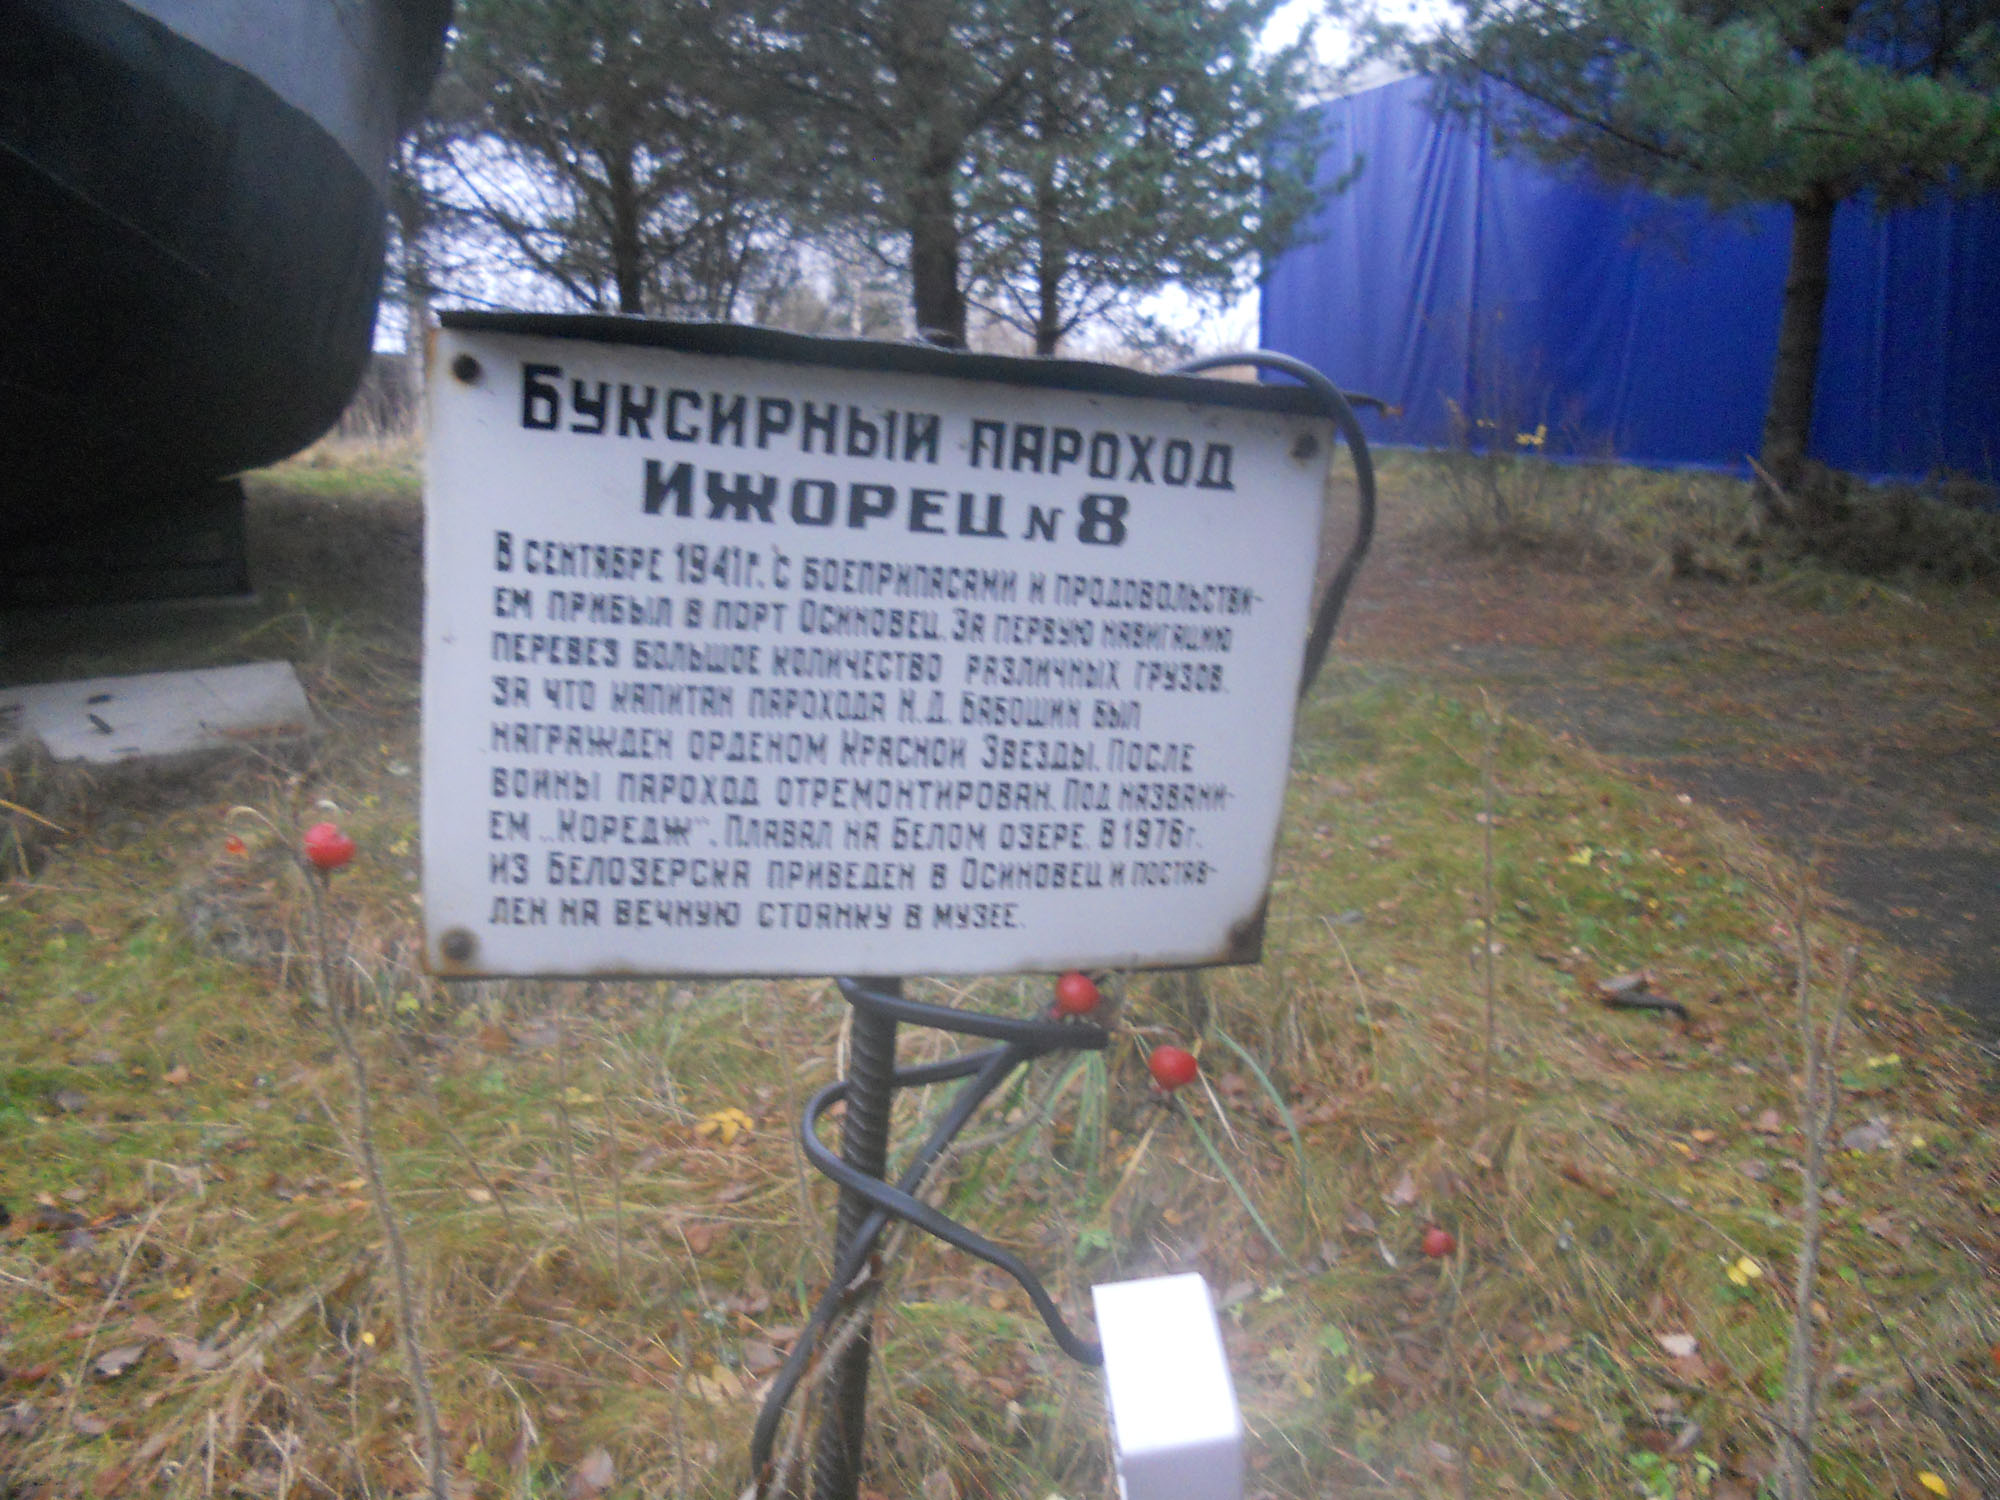 Буксирный пароход
Ижорец N 8
В сентябре 1941г. с боеприпасами и продовольстви-
ем прибыл в порт Осиновец. За первую навигацию
перевез большое количество различных грузов.
За что капитан парохода Н.Д. Бабошин был
награжден орденом Красной Звезды. После
войны пароход отремонтирован. Под названи-
ем „Коредж“. Плавал на Белом озере. В 1976г.
из Белозерска приведен в Осиновец и постав-
лен на вечную стоянку в музее.